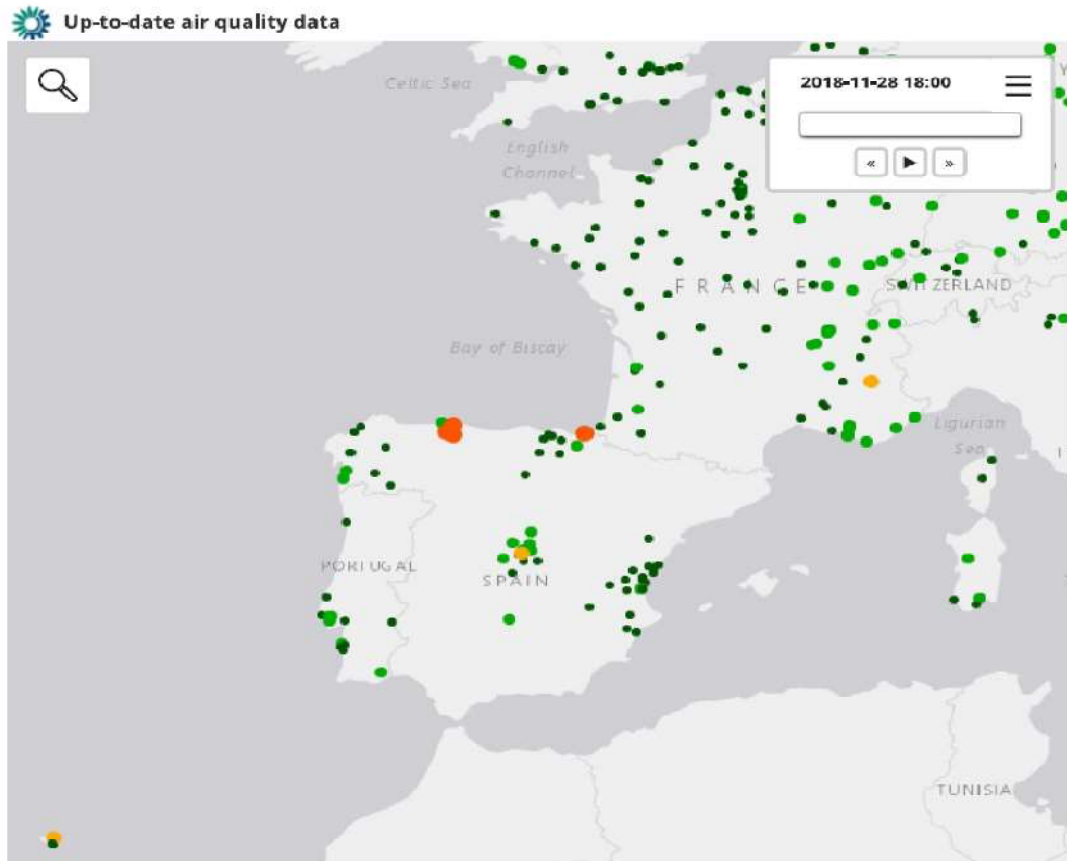 Up-to-date air quality data
2018-11-28 18:00
« ▶ »
Celtic Sea
English
Channel
FRANCE
SWITZERLAND
Bay of Biscay
Ligurian
Sea
PORTUGAL
SPAIN
TUNISIA